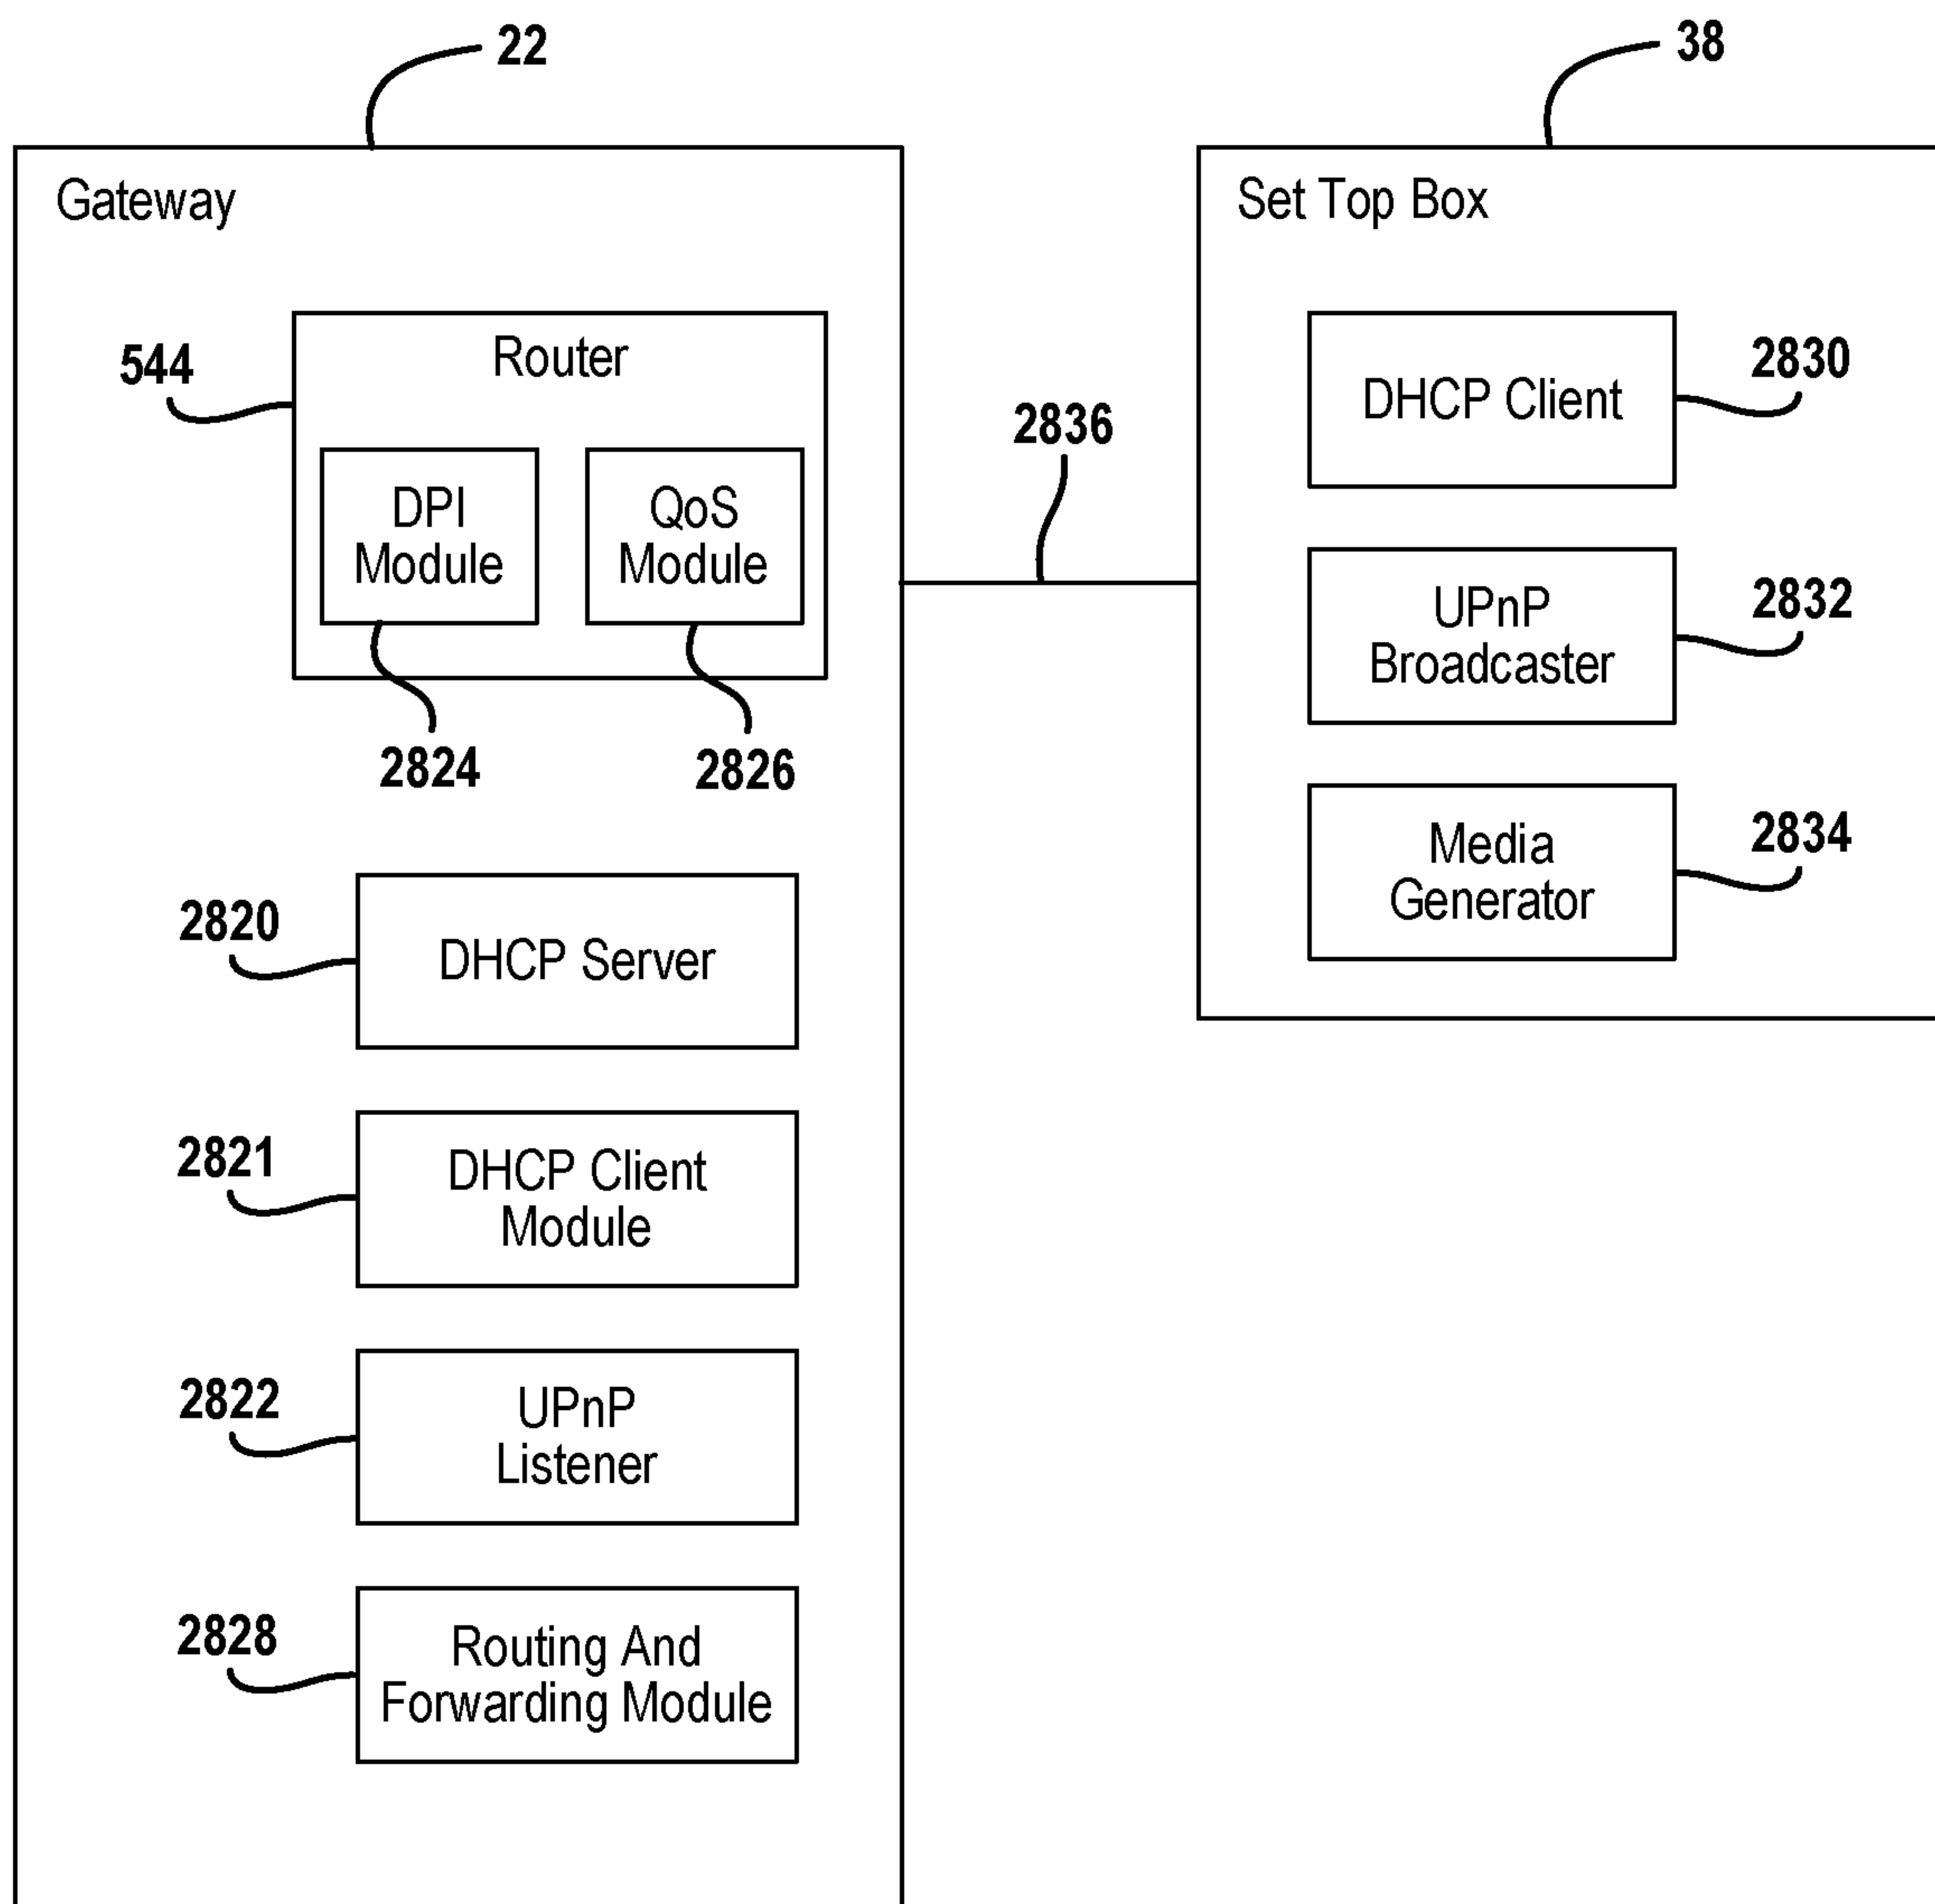 22
Gateway
544
Router
DPI
Module
QoS
Module
2824
2826
2820
DHCP Server
2821
DHCP Client
Module
2822
UPnP
Listener
2828
Routing And
Forwarding Module
2836
38
Set Top Box
DHCP Client
2830
UPnP
Broadcaster
2832
Media
Generator
2834